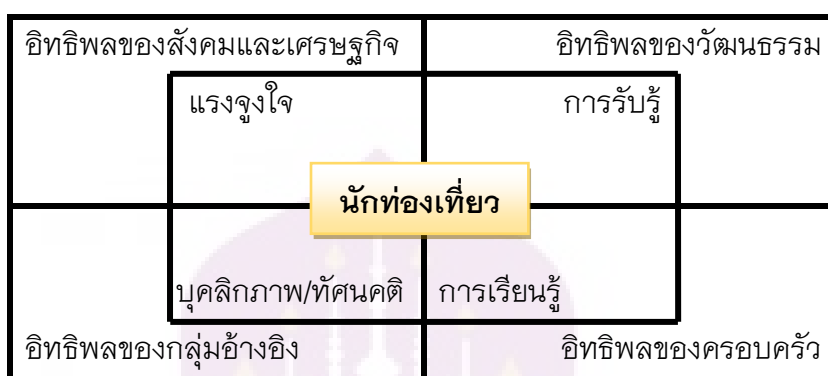 อิทธิพลของสังคมและเศรษฐกิจ
อิทธิพลของวัฒนธรรม
แรงจูงใจ
การรับรู้
นักท่องเที่ยว
บุคลิกภาพ/ทัศนคติ
การเรียนรู้
อิทธิพลของกลุ่มอ้างอิง
อิทธิพลของครอบครัว